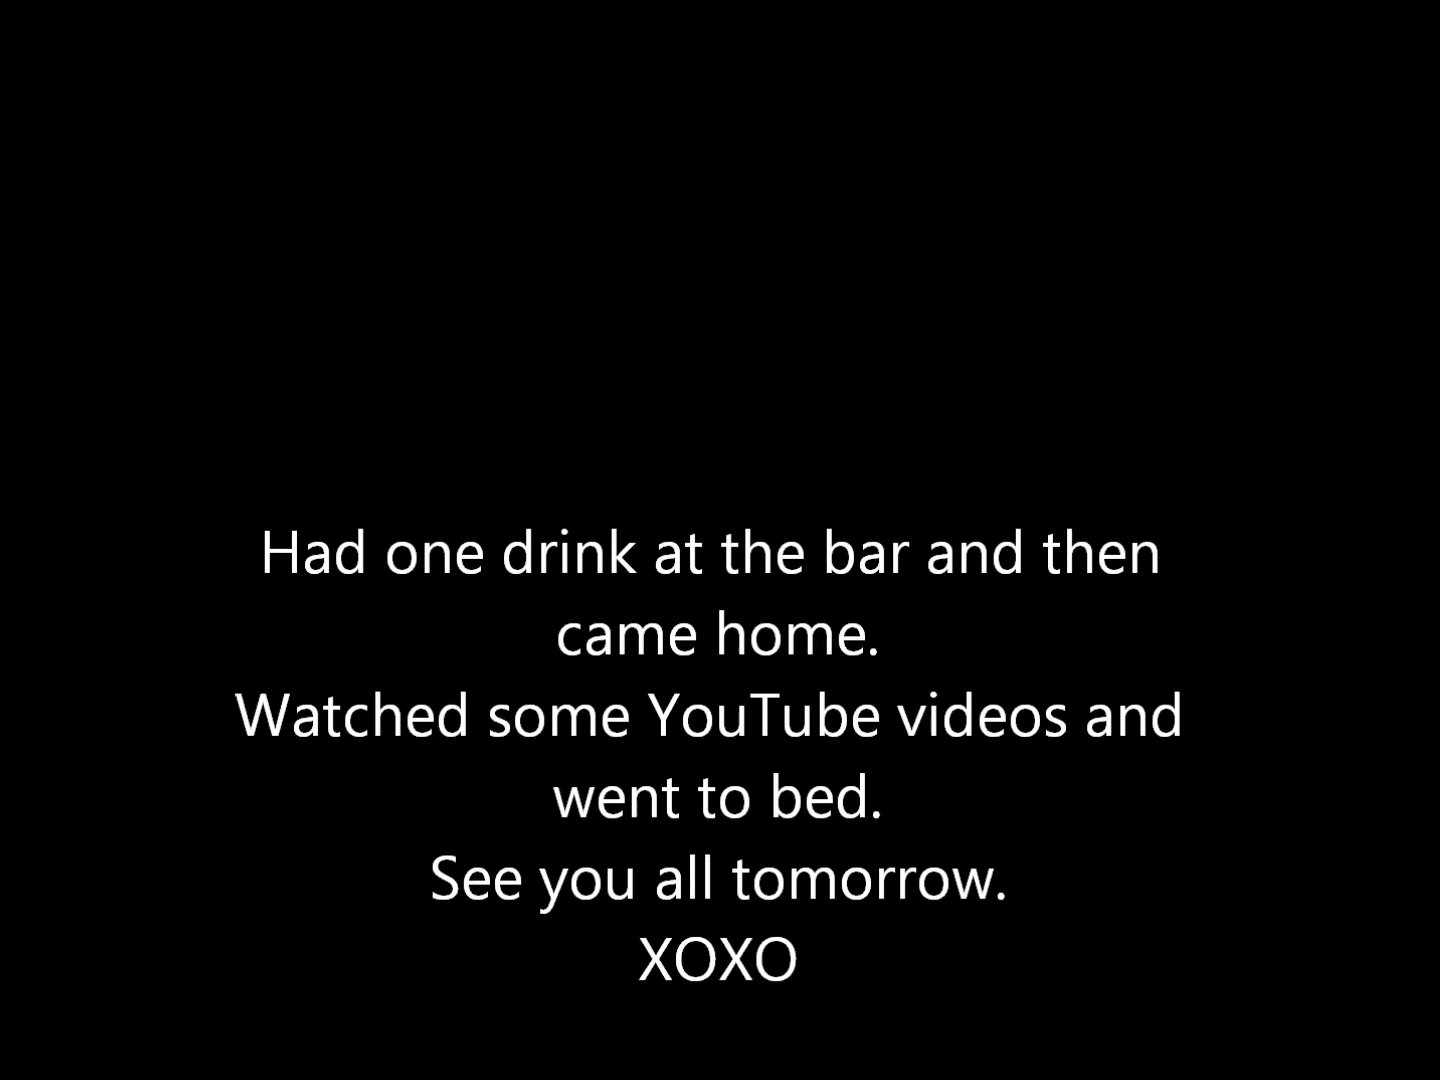 Had one drink at the bar and then
came home.
Watched some YouTube videos and
went to bed.
See you all tomorrow.
XOXO